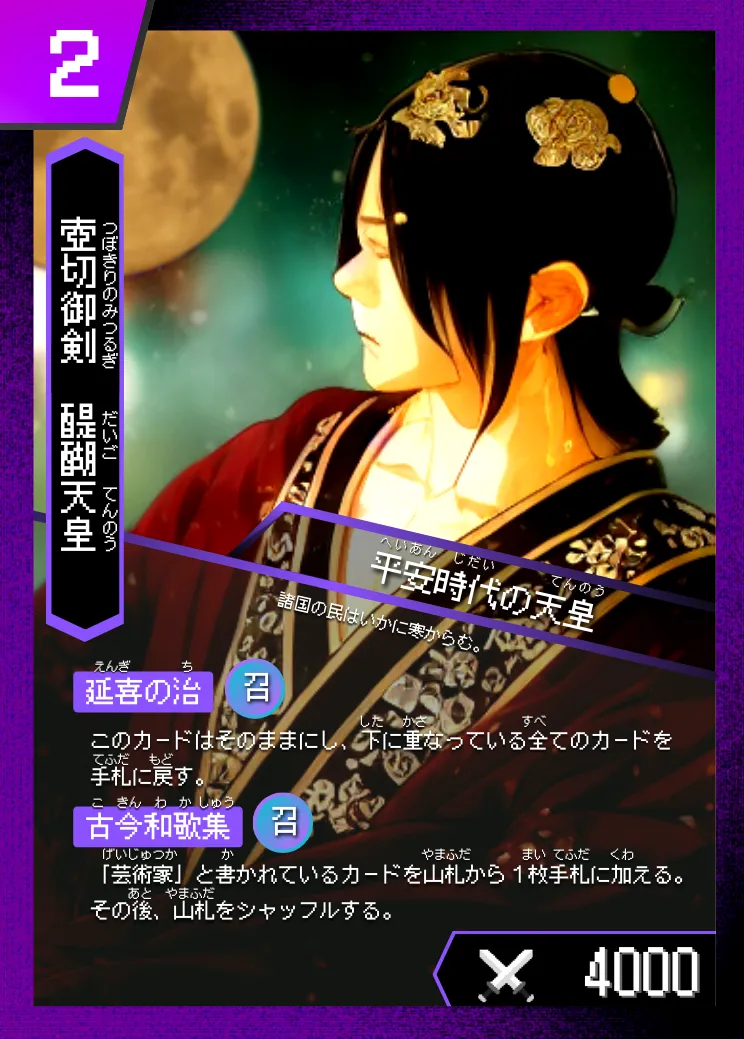 2
壺切御剣 醍醐天皇
つぼきりのみつるぎ だいご てんのう
へいあん じだい てんのう
平安時代の天皇
諸国の民はいかに寒からむ。
えんぎ ち
延喜の治 召
した かさ すべ
このカードはそのままにし、下に重なっている全てのカードを
てふだ もど
手札に戻す。
こ きん わ か しゅう
古今和歌集 召
げいじゅつか か やまふだ まい てふだ くわ
「芸術家」と書かれているカードを山札から1枚手札に加える。
あと やまふだ
その後、山札をシャッフルする。
4000